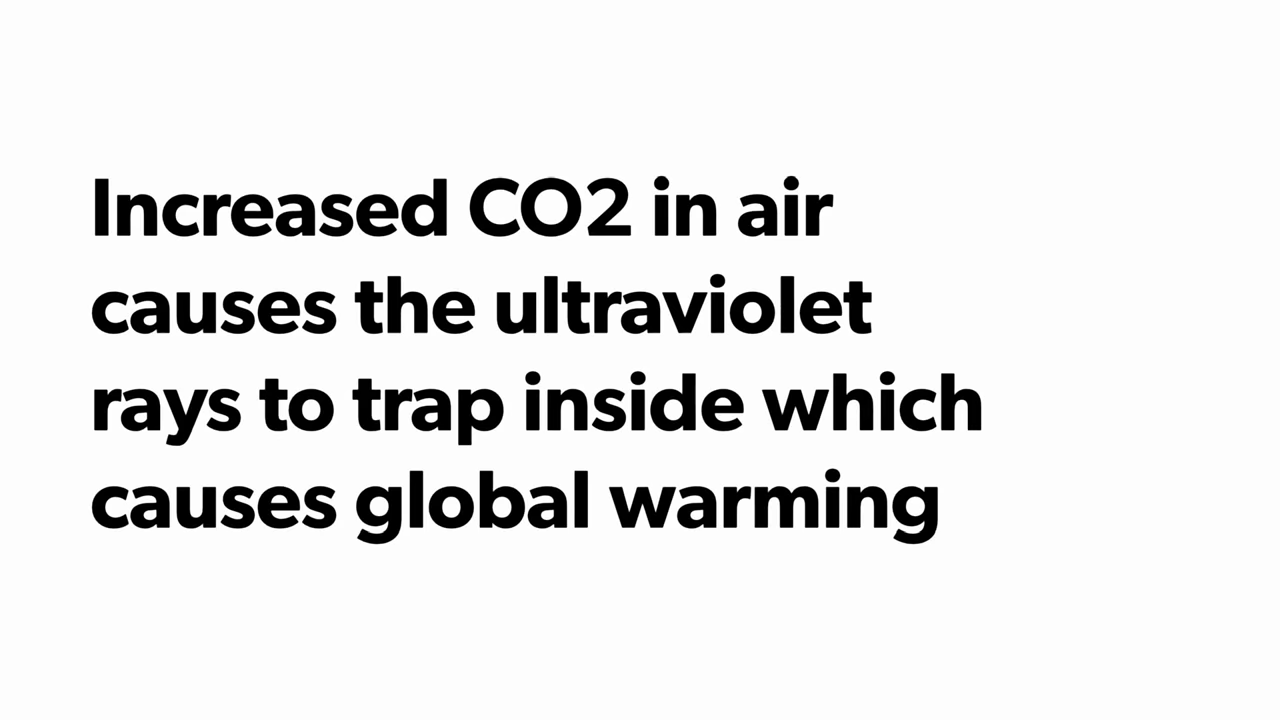 Increased CO2 in air
causes the ultraviolet
rays to trap inside which
causes global warming